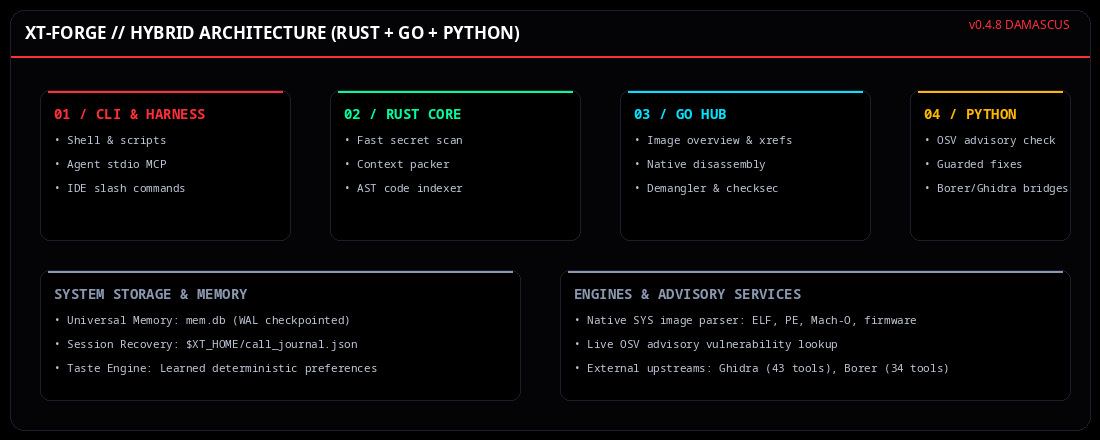 XT-FORGE // HYBRID ARCHITECTURE (RUST + GO + PYTHON)
v0.4.8 DAMASCUS
01 / CLI & HARNESS
• Shell & scripts
• Agent stdio MCP
• IDE slash commands
02 / RUST CORE
• Fast secret scan
• Context packer
• AST code indexer
03 / GO HUB
• Image overview & xrefs
• Native disassembly
• Demangler & checksec
04 / PYTHON
• OSV advisory check
• Guarded fixes
• Borer/Ghidra bridges
SYSTEM STORAGE & MEMORY
• Universal Memory: mem.db (WAL checkpointed)
• Session Recovery: $XT_HOME/call_journal.json
• Taste Engine: Learned deterministic preferences
ENGINES & ADVISORY SERVICES
• Native SYS image parser: ELF, PE, Mach-O, firmware
• Live OSV advisory vulnerability lookup
• External upstreams: Ghidra (43 tools), Borer (34 tools)